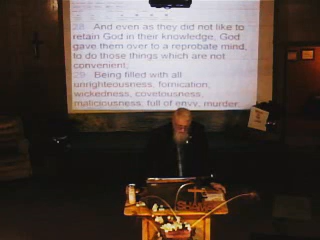 28 And even as they did not like to
retain God in their knowledge, God
gave them over to a reprobate mind,
to do those things which are not
convenient;
29 Being filled with all
unrighteousness, fornication,
wickedness, covetousness,
maliciousness; full of envy, murder,